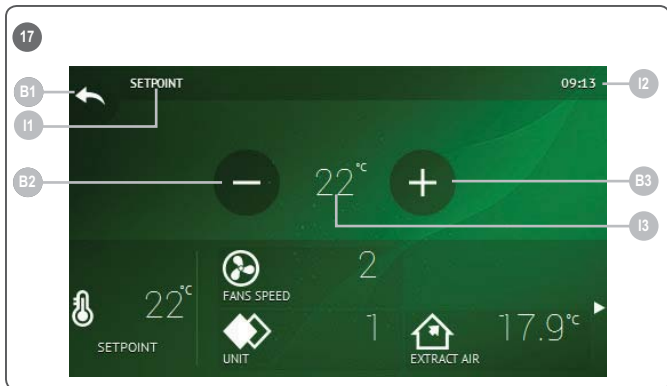 17
B1 SETPOINT 09:13 I2
I1
B2 − 22°C + B3
I3
2
FANS SPEED
22°C
SETPOINT
1
UNIT
17.9°C
EXTRACT AIR